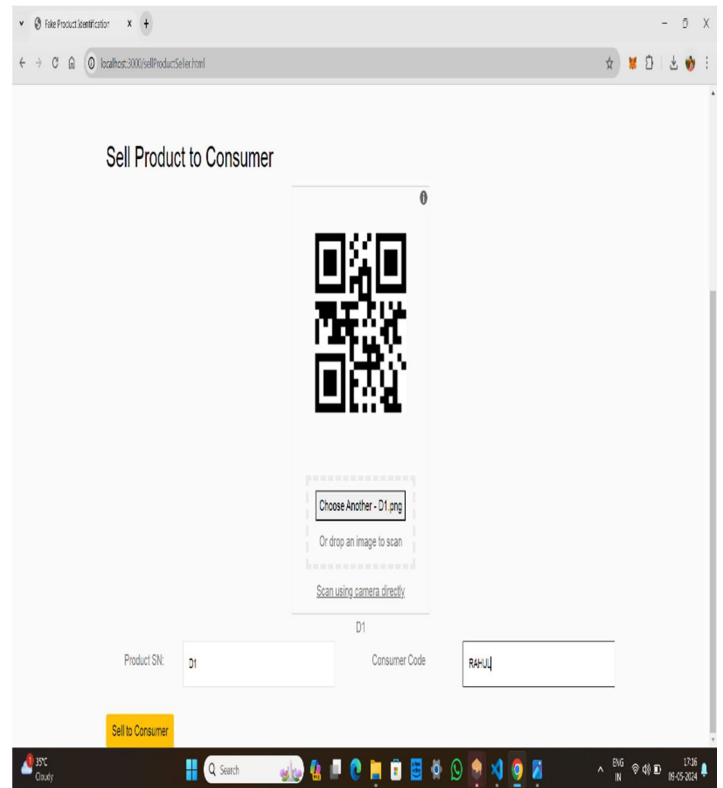 Fake Product Identification
localhost:3000/sellProductSeller.html
Sell Product to Consumer
Choose Another - D1.png
Or drop an image to scan
Scan using camera directly
D1
Product SN:
D1
Consumer Code
RAHUL
Sell to Consumer
1
35°C
Cloudy
Search
ENG
IN
17:16
09-05-2024